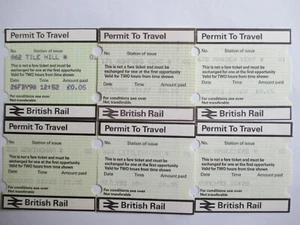 Permit To Travel
Permit To Travel
Permit To Travel
No. Station of issue
No. Station of issue
No. Station of issue
062 TILE HILL *
This is not a fare ticket and must be
exchanged for one at the first opportunity
Valid for TWO hours from time shown
This is not a fare ticket and must be
exchanged for one at the first opportunity
Valid for TWO hours from time shown
This is not a fare ticket and must be
exchanged for one at the first opportunity
Valid for TWO hours from time shown
Date Time Amount paid
Date Time Amount paid
Date Time Amount paid
26FBY98 12:52 £0.05
For conditions see over
Not transferable
For conditions see over
Not transferable
For conditions see over
Not transferable
British Rail
British Rail
British Rail
Permit To Travel
Permit To Travel
Permit To Travel
No. Station of issue
No. Station of issue
No. Station of issue
This is not a fare ticket and must be
exchanged for one at the first opportunity
Valid for TWO hours from time shown
This is not a fare ticket and must be
exchanged for one at the first opportunity
Valid for TWO hours from time shown
This is not a fare ticket and must be
exchanged for one at the first opportunity
Valid for TWO hours from time shown
Date Time Amount paid
Date Time Amount paid
Date Time Amount paid
For conditions see over
Not transferable
For conditions see over
Not transferable
For conditions see over
Not transferable
British Rail
British Rail
British Rail